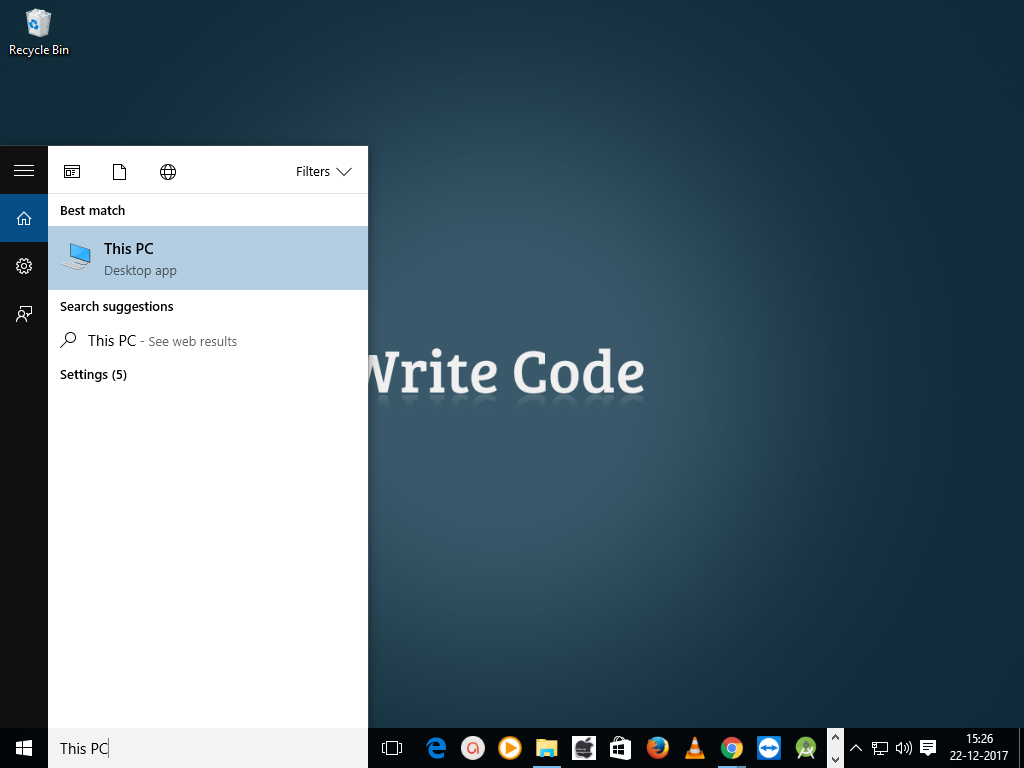 Recycle Bin
Filters
Best match
This PC
Desktop app
Search suggestions
This PC - See web results
Settings (5)
Write Code
This PC
15:26
22-12-2017